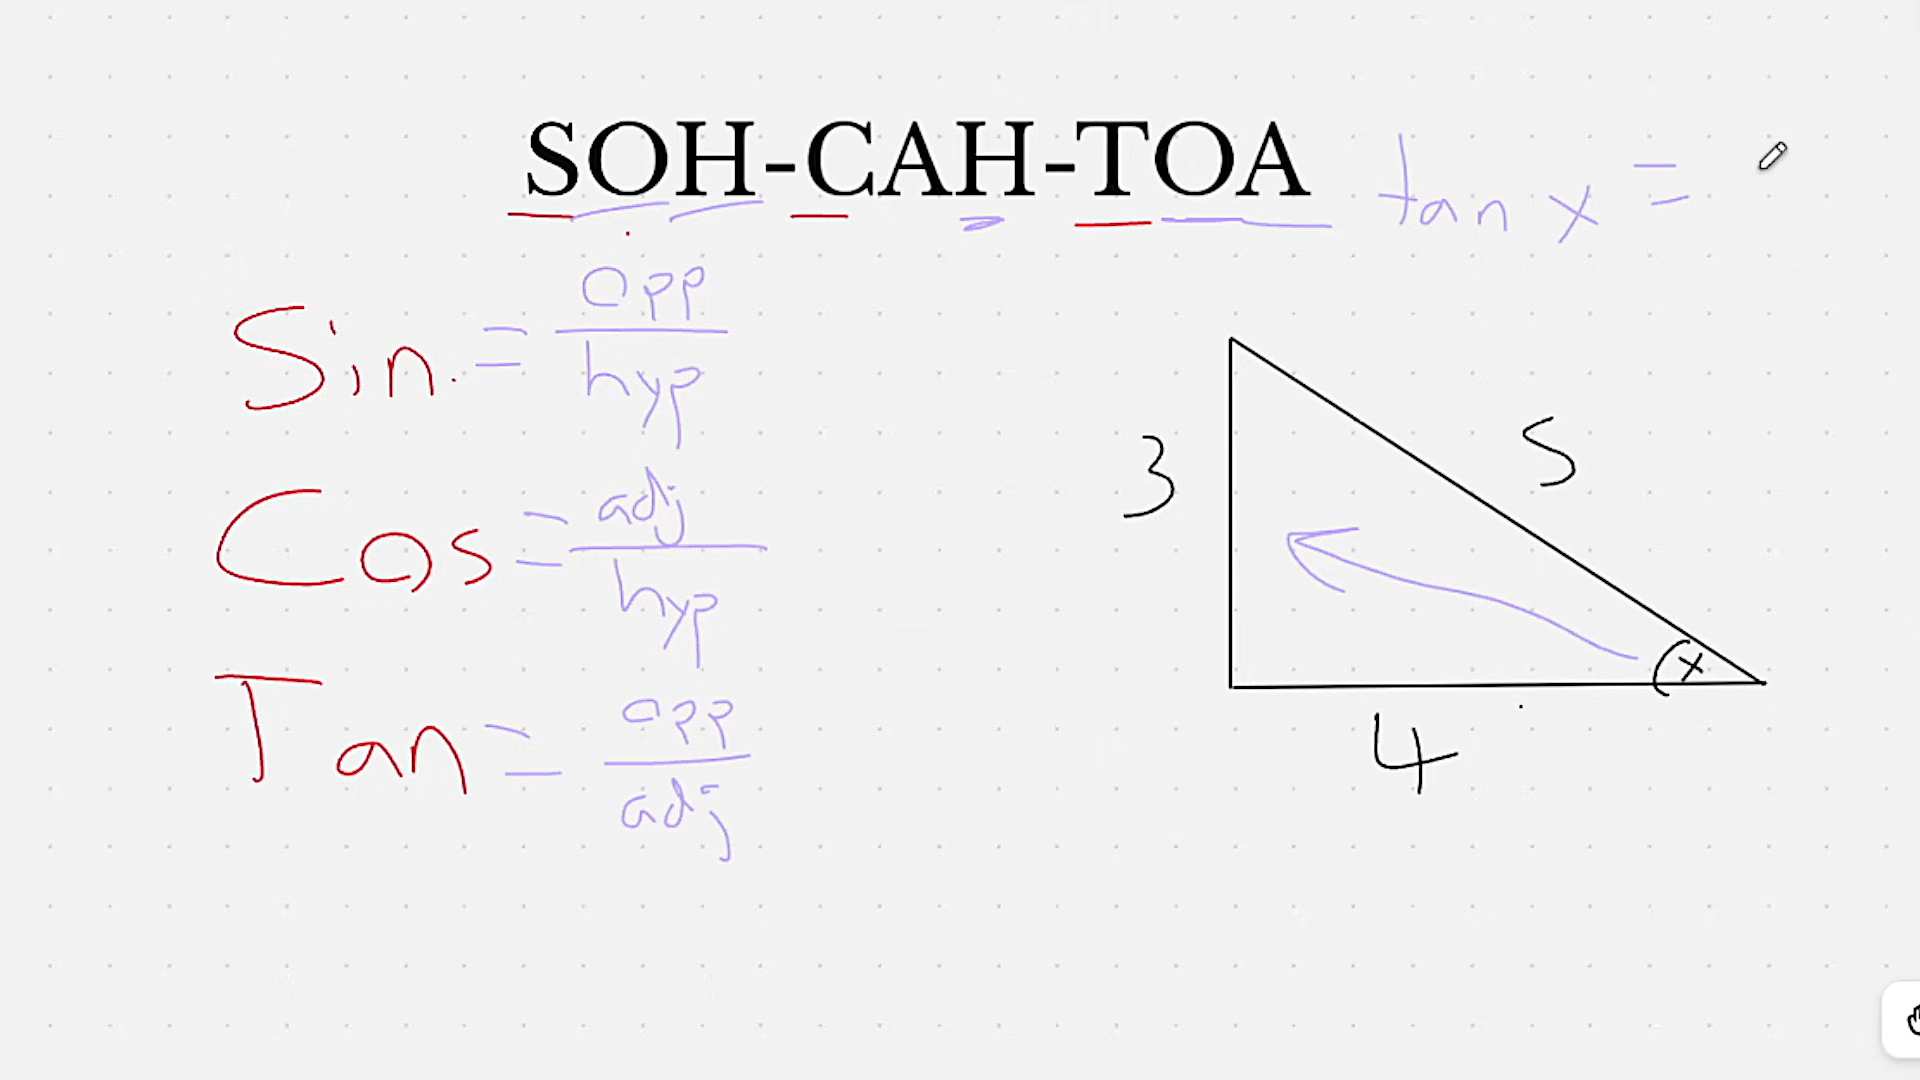 SOH-CAH-TOA tan x =
Sin = opp
hyp
Cos = adj
hyp
Tan = opp
adj
3
5
4
x